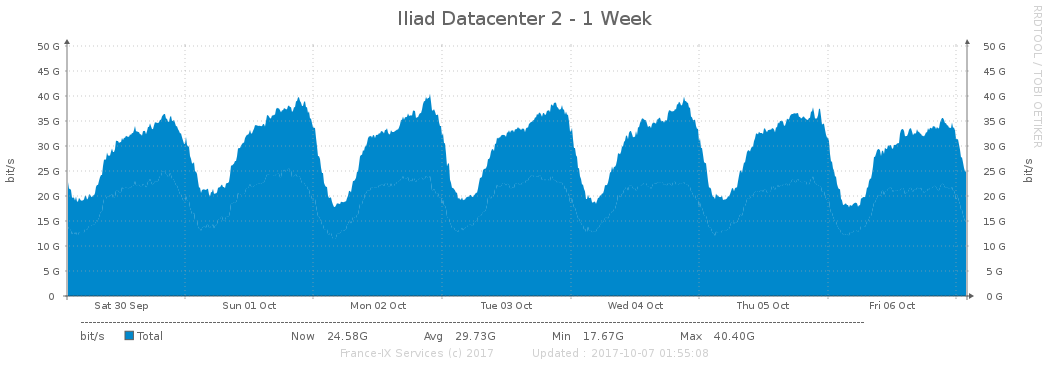 Iliad Datacenter 2 - 1 Week
RRDTOOL / TOBI OETIKER
bit/s
50 G 50 G
45 G 45 G
40 G 40 G
35 G 35 G
30 G 30 G
25 G 25 G
20 G 20 G
15 G 15 G
10 G 10 G
5 G 5 G
0 0 G
bit/s
Sat 30 Sep Sun 01 Oct Mon 02 Oct Tue 03 Oct Wed 04 Oct Thu 05 Oct Fri 06 Oct
bit/s Total Now 24.58G Avg 29.73G Min 17.67G Max 40.40G
France-IX Services (c) 2017 Updated : 2017-10-07 01:55:08